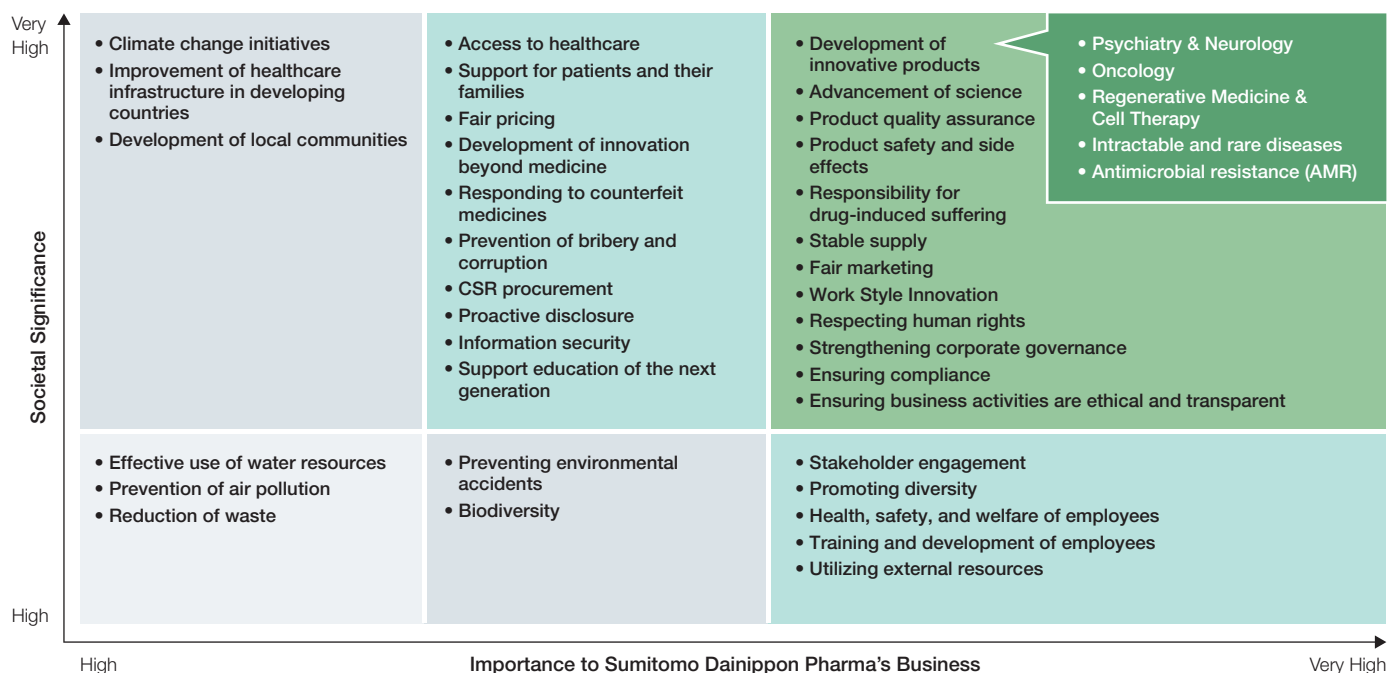 Very
High
• Climate change initiatives
• Improvement of healthcare
infrastructure in developing
countries
• Development of local communities
• Access to healthcare
• Support for patients and their
families
• Fair pricing
• Development of innovation
beyond medicine
• Responding to counterfeit
medicines
• Prevention of bribery and
corruption
• CSR procurement
• Proactive disclosure
• Information security
• Support education of the next
generation
• Development of
innovative products
• Advancement of science
• Product quality assurance
• Product safety and side
effects
• Responsibility for
drug-induced suffering
• Stable supply
• Fair marketing
• Work Style Innovation
• Respecting human rights
• Strengthening corporate governance
• Ensuring compliance
• Ensuring business activities are ethical and transparent
• Psychiatry & Neurology
• Oncology
• Regenerative Medicine &
Cell Therapy
• Intractable and rare diseases
• Antimicrobial resistance (AMR)
Societal Significance
• Effective use of water resources
• Prevention of air pollution
• Reduction of waste
• Preventing environmental
accidents
• Biodiversity
• Stakeholder engagement
• Promoting diversity
• Health, safety, and welfare of employees
• Training and development of employees
• Utilizing external resources
High
High
Importance to Sumitomo Dainippon Pharma's Business
Very High